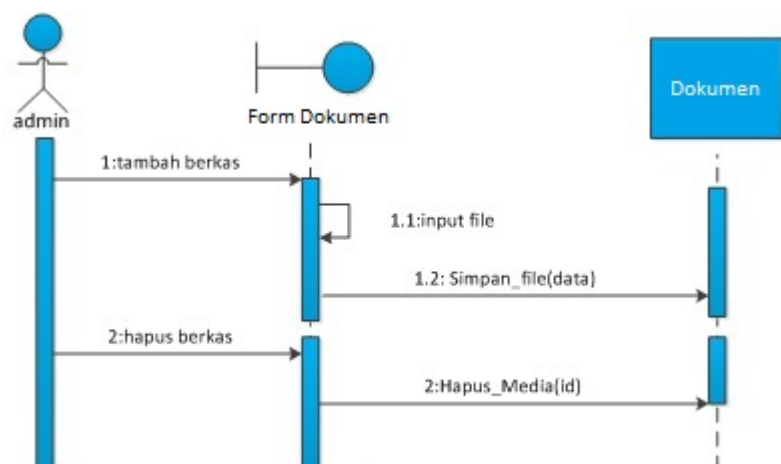 Dokumen
admin
Form Dokumen
1:tambah berkas
1.1:input file
1.2: Simpan_file(data)
2:hapus berkas
2:Hapus_Media(id)